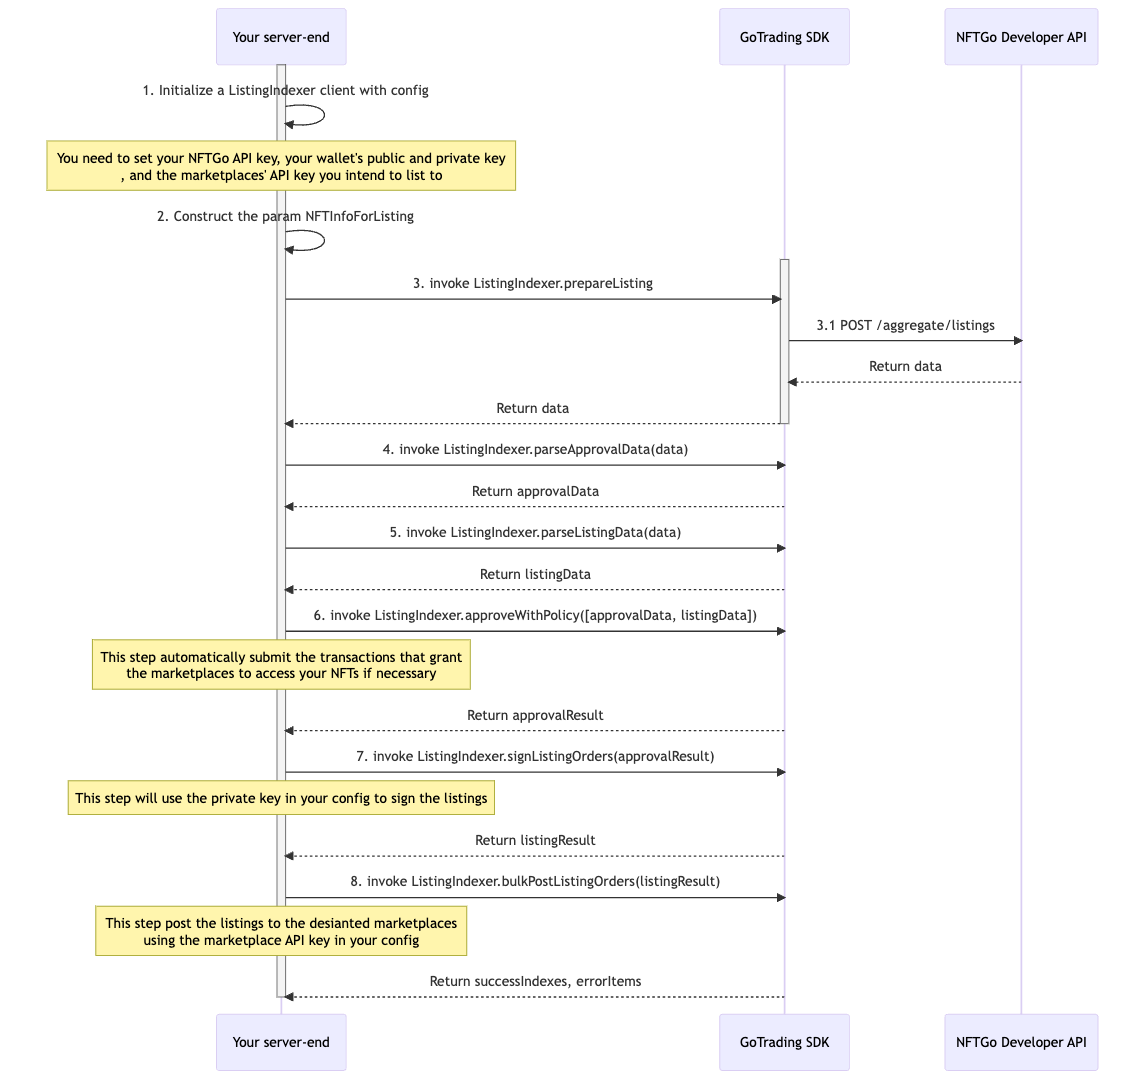 Your server-end
GoTrading SDK
NFTGo Developer API
1. Initialize a ListingIndexer client with config
You need to set your NFTGo API key, your wallet's public and private key
, and the marketplaces' API key you intend to list to
2. Construct the param NFTInfoForListing
3. invoke ListingIndexer.prepareListing
3.1 POST /aggregate/listings
Return data
Return data
4. invoke ListingIndexer.parseApprovalData(data)
Return approvalData
5. invoke ListingIndexer.parseListingData(data)
Return listingData
6. invoke ListingIndexer.approveWithPolicy([approvalData, listingData])
This step automatically submit the transactions that grant
the marketplaces to access your NFTs if necessary
Return approvalResult
7. invoke ListingIndexer.signListingOrders(approvalResult)
This step will use the private key in your config to sign the listings
Return listingResult
8. invoke ListingIndexer.bulkPostListingOrders(listingResult)
This step post the listings to the desianted marketplaces
using the marketplace API key in your config
Return successIndexes, errorItems
Your server-end
GoTrading SDK
NFTGo Developer API